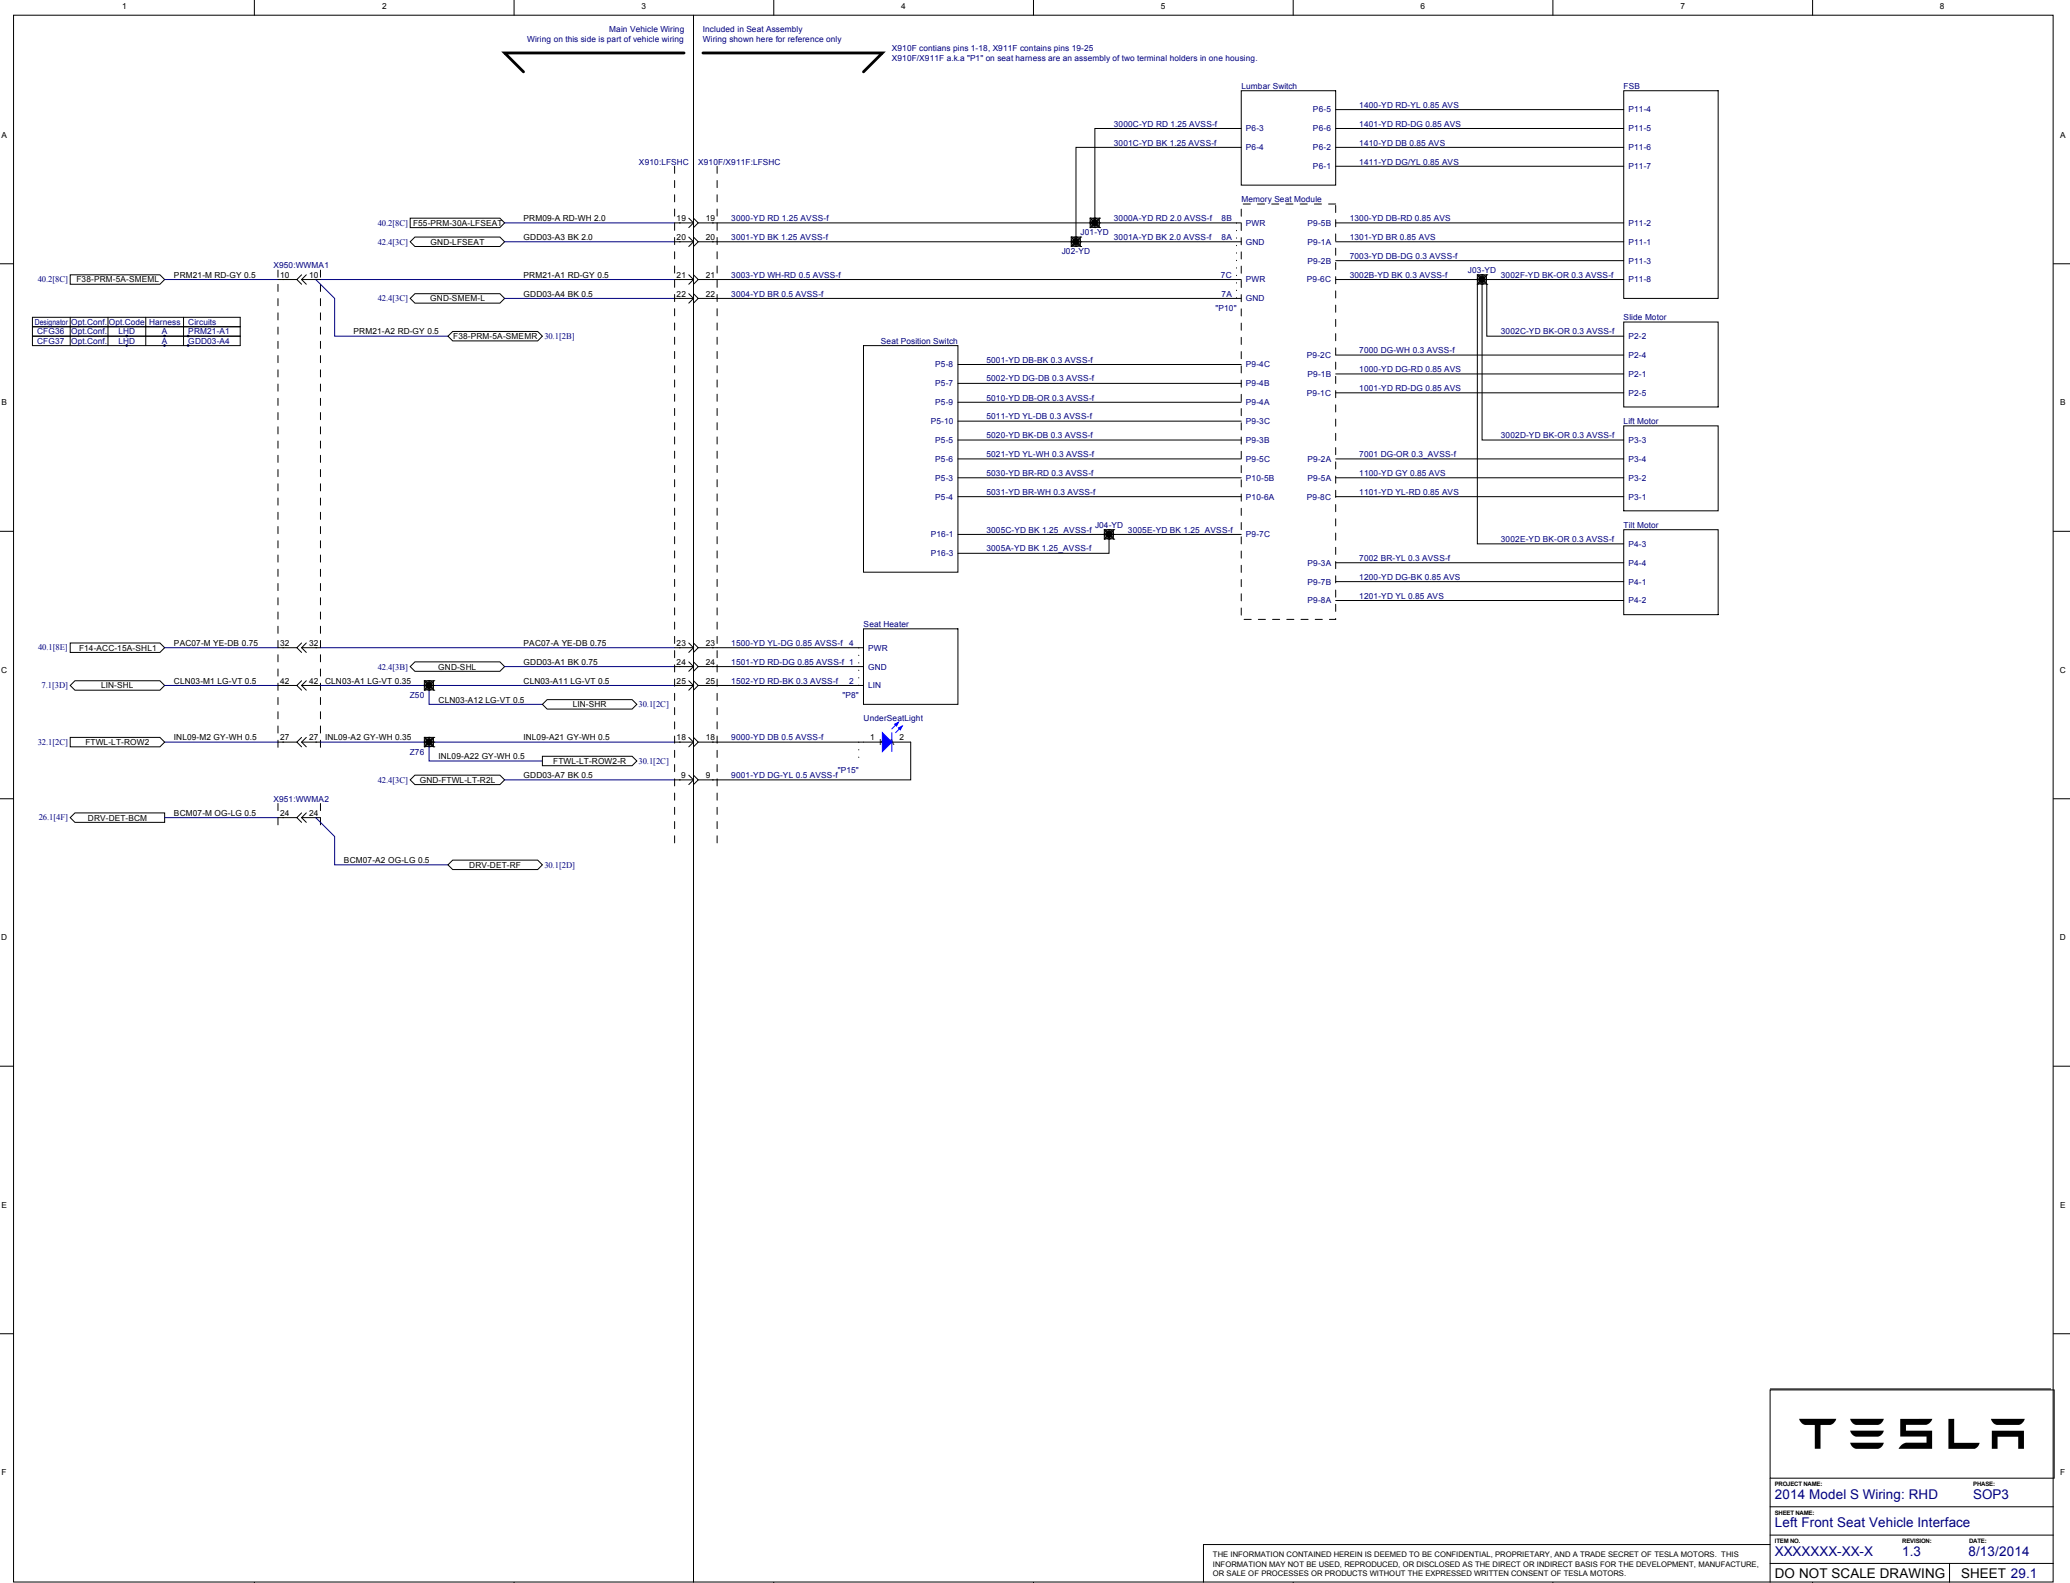 1 2 3 4 5 6 7 8
Main Vehicle Wiring
Wiring on this side is part of vehicle wiring
Included in Seat Assembly
Wiring shown here for reference only
X910F contians pins 1-18, X911F contains pins 19-25
X910F/X911F a.k.a "P1" on seat harness are an assembly of two terminal holders in one housing.
Lumbar Switch
FSB
P6-5 1400-YD RD-YL 0.85 AVS P11-4
A 3000C-YD RD 1.25 AVSS-f P6-3 P6-6 1401-YD RD-DG 0.85 AVS P11-5 A
3001C-YD BK 1.25 AVSS-f P6-4 P6-2 1410-YD DB 0.85 AVS P11-6
X910:LFSHC X910F/X911F:LFSHC P6-1 1411-YD DG/YL 0.85 AVS P11-7
Memory Seat Module
40.2[8C] F55-PRM-30A-LFSEAT PRM09-A RD-WH 2.0 19 19 3000-YD RD 1.25 AVSS-f 3000A-YD RD 2.0 AVSS-f 8B PWR P9-5B 1300-YD DB-RD 0.85 AVS P11-2
J01-YD
42.4[3C] GND-LFSEAT GDD03-A3 BK 2.0 20 20 3001-YD BK 1.25 AVSS-f 3001A-YD BK 2.0 AVSS-f 8A GND P9-1A 1301-YD BR 0.85 AVS P11-1
J02-YD
P9-2B 7003-YD DB-DG 0.3 AVSS-f P11-3
X950:WWMA1
J03-YD
40.2[8C] F38-PRM-5A-SMEML PRM21-M RD-GY 0.5 10 10 PRM21-A1 RD-GY 0.5 21 21 3003-YD WH-RD 0.5 AVSS-f 7C PWR P9-6C 3002B-YD BK 0.3 AVSS-f 3002F-YD BK-OR 0.3 AVSS-f P11-8
42.4[3C] GND-SMEM-L GDD03-A4 BK 0.5 22 22 3004-YD BR 0.5 AVSS-f 7A GND
"P10"
Designator Opt.Conf. Opt.Code Harness Circuits
CFG36 Opt.Conf. LHD A PRM21-A1
CFG37 Opt.Conf. LHD A GDD03-A4
PRM21-A2 RD-GY 0.5 F38-PRM-5A-SMEMR 30.1[2B]
Slide Motor
3002C-YD BK-OR 0.3 AVSS-f P2-2
Seat Position Switch
P9-2C 7000 DG-WH 0.3 AVSS-f P2-4
P5-8 5001-YD DB-BK 0.3 AVSS-f P9-4C
P9-1B 1000-YD DG-RD 0.85 AVS P2-1
P5-7 5002-YD DG-DB 0.3 AVSS-f P9-4B
P9-1C 1001-YD RD-DG 0.85 AVS P2-5
B P5-9 5010-YD DB-OR 0.3 AVSS-f P9-4A B
P5-10 5011-YD YL-DB 0.3 AVSS-f P9-3C
Lift Motor
P5-5 5020-YD BK-DB 0.3 AVSS-f P9-3B 3002D-YD BK-OR 0.3 AVSS-f P3-3
P5-6 5021-YD YL-WH 0.3 AVSS-f P9-5C P9-2A 7001 DG-OR 0.3_AVSS-f P3-4
P5-3 5030-YD BR-RD 0.3 AVSS-f P10-5B P9-5A 1100-YD GY 0.85 AVS P3-2
P5-4 5031-YD BR-WH 0.3 AVSS-f P10-6A P9-8C 1101-YD YL-RD 0.85 AVS P3-1
J04-YD
Tilt Motor
P16-1 3005C-YD BK 1.25_AVSS-f 3005E-YD BK 1.25_AVSS-f P9-7C
3002E-YD BK-OR 0.3 AVSS-f P4-3
P16-3 3005A-YD BK 1.25_AVSS-f
P9-3A 7002 BR-YL 0.3 AVSS-f P4-4
P9-7B 1200-YD DG-BK 0.85 AVS P4-1
P9-8A 1201-YD YL 0.85 AVS P4-2
Seat Heater
40.1[8E] F14-ACC-15A-SHL1 PAC07-M YE-DB 0.75 32 32 PAC07-A YE-DB 0.75 23 23 1500-YD YL-DG 0.85 AVSS-f 4 PWR
C 42.4[3B] GND-SHL GDD03-A1 BK 0.75 24 24 1501-YD RD-DG 0.85 AVSS-f 1 GND C
7.1[3D] LIN-SHL CLN03-M1 LG-VT 0.5 42 42 CLN03-A1 LG-VT 0.35 CLN03-A11 LG-VT 0.5 25 25 1502-YD RD-BK 0.3 AVSS-f 2 LIN
Z50 "P8"
CLN03-A12 LG-VT 0.5 LIN-SHR 30.1[2C]
UnderSeatLight
32.1[2C] FTWL-LT-ROW2 INL09-M2 GY-WH 0.5 27 27 INL09-A2 GY-WH 0.35 INL09-A21 GY-WH 0.5 18 18 9000-YD DB 0.5 AVSS-f 1 2
Z76
INL09-A22 GY-WH 0.5 FTWL-LT-ROW2-R 30.1[2C]
"P15"
42.4[3C] GND-FTWL-LT-R2L GDD03-A7 BK 0.5 9 9 9001-YD DG-YL 0.5 AVSS-f
X951:WWMA2
26.1[4F] DRV-DET-BCM BCM07-M OG-LG 0.5 24 24
BCM07-A2 OG-LG 0.5 DRV-DET-RF 30.1[2D]
D D
E E
TESLA
F F
PROJECT NAME: PHASE:
2014 Model S Wiring: RHD SOP3
SHEET NAME:
Left Front Seat Vehicle Interface
ITEM NO. REVISION: DATE:
XXXXXXX-XX-X 1.3 8/13/2014
DO NOT SCALE DRAWING SHEET 29.1
THE INFORMATION CONTAINED HEREIN IS DEEMED TO BE CONFIDENTIAL, PROPRIETARY, AND A TRADE SECRET OF TESLA MOTORS. THIS
INFORMATION MAY NOT BE USED, REPRODUCED, OR DISCLOSED AS THE DIRECT OR INDIRECT BASIS FOR THE DEVELOPMENT, MANUFACTURE,
OR SALE OF PROCESSES OR PRODUCTS WITHOUT THE EXPRESSED WRITTEN CONSENT OF TESLA MOTORS.